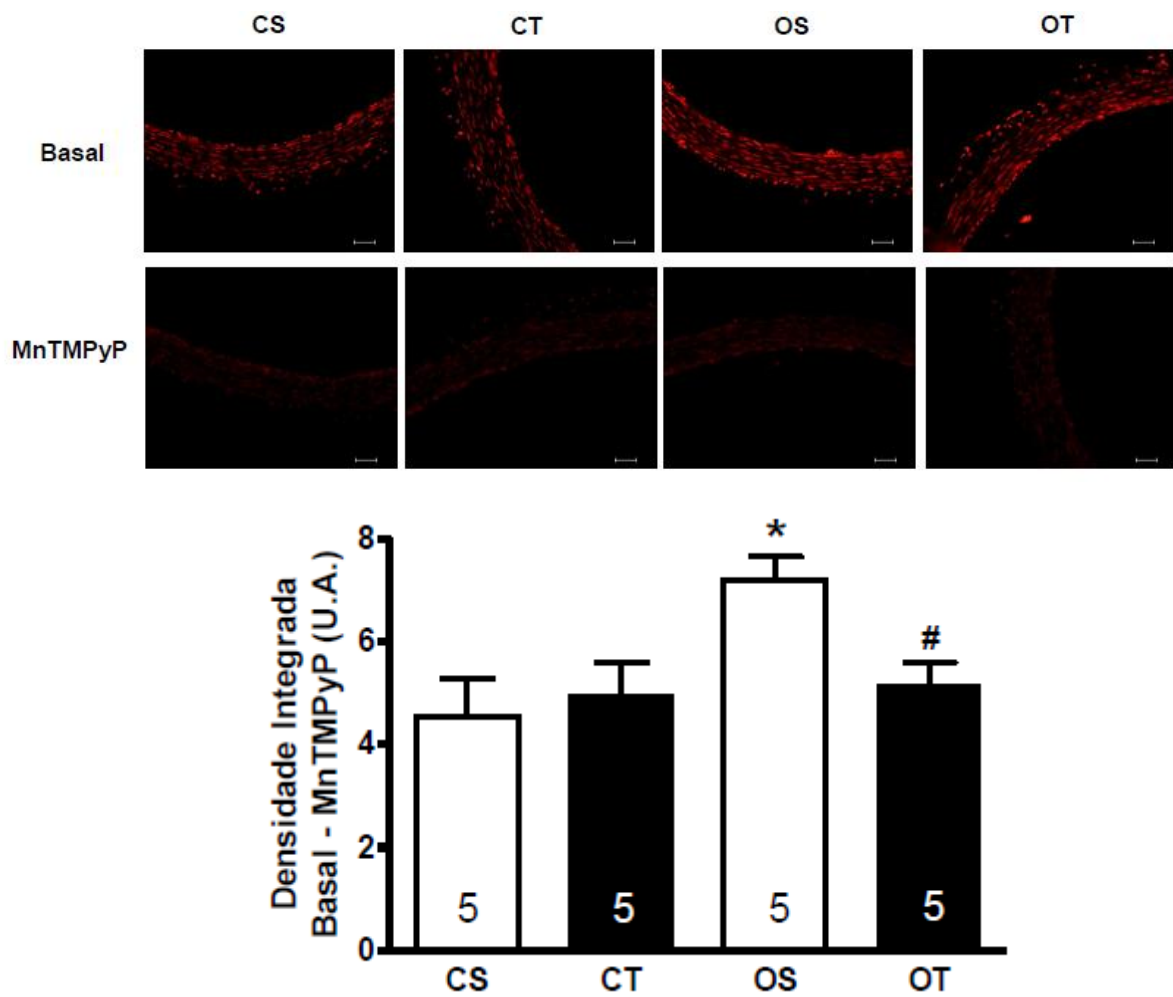 CS CT OS OT
Basal
MnTMPyP
Densidade Integrada
Basal - MnTMPyP (U.A.)
8
6
4
2
0
*
#
5 5 5 5
CS CT OS OT